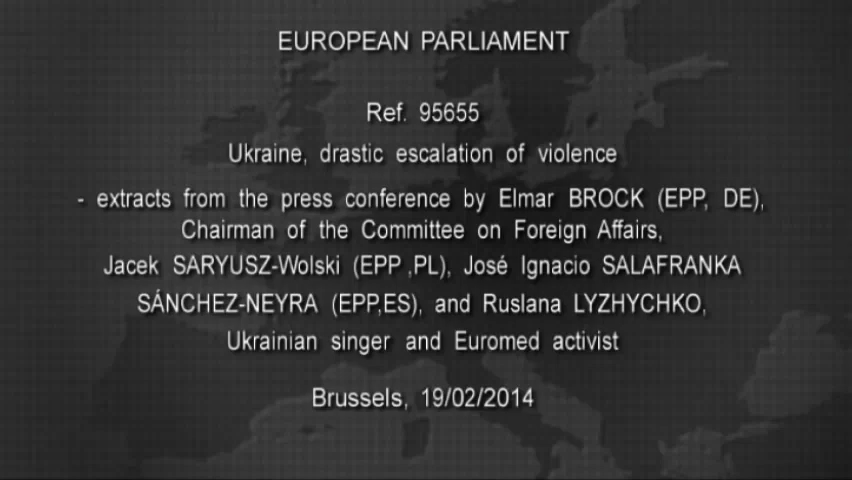 EUROPEAN PARLIAMENT
Ref. 95655
Ukraine, drastic escalation of violence
- extracts from the press conference by Elmar BROCK (EPP, DE),
Chairman of the Committee on Foreign Affairs,
Jacek SARYUSZ-Wolski (EPP ,PL), José Ignacio SALAFRANKA
SÁNCHEZ-NEYRA (EPP,ES), and Ruslana LYZHYCHKO,
Ukrainian singer and Euromed activist
Brussels, 19/02/2014